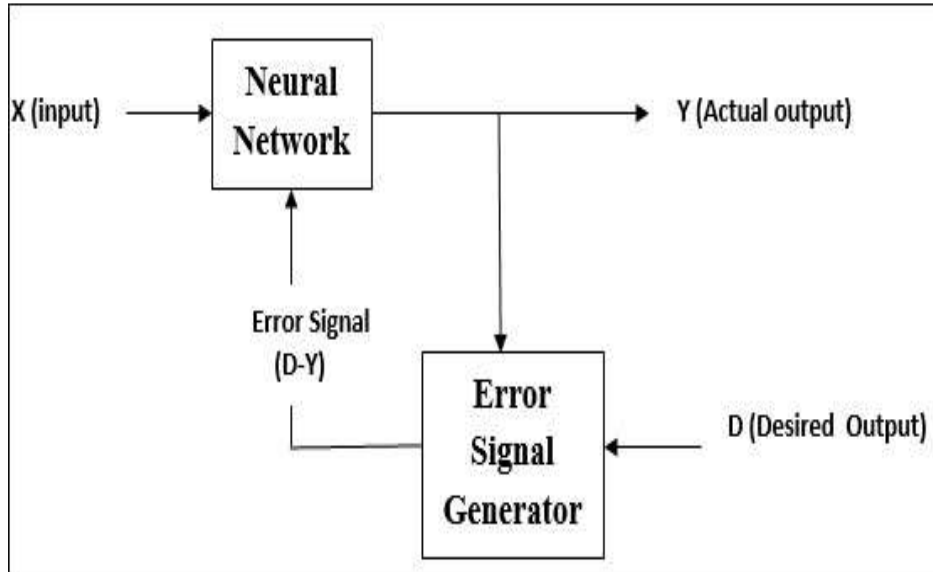 Neural
Network
X (input)
Y (Actual output)
Error Signal
(D-Y)
Error
Signal
Generator
D (Desired Output)